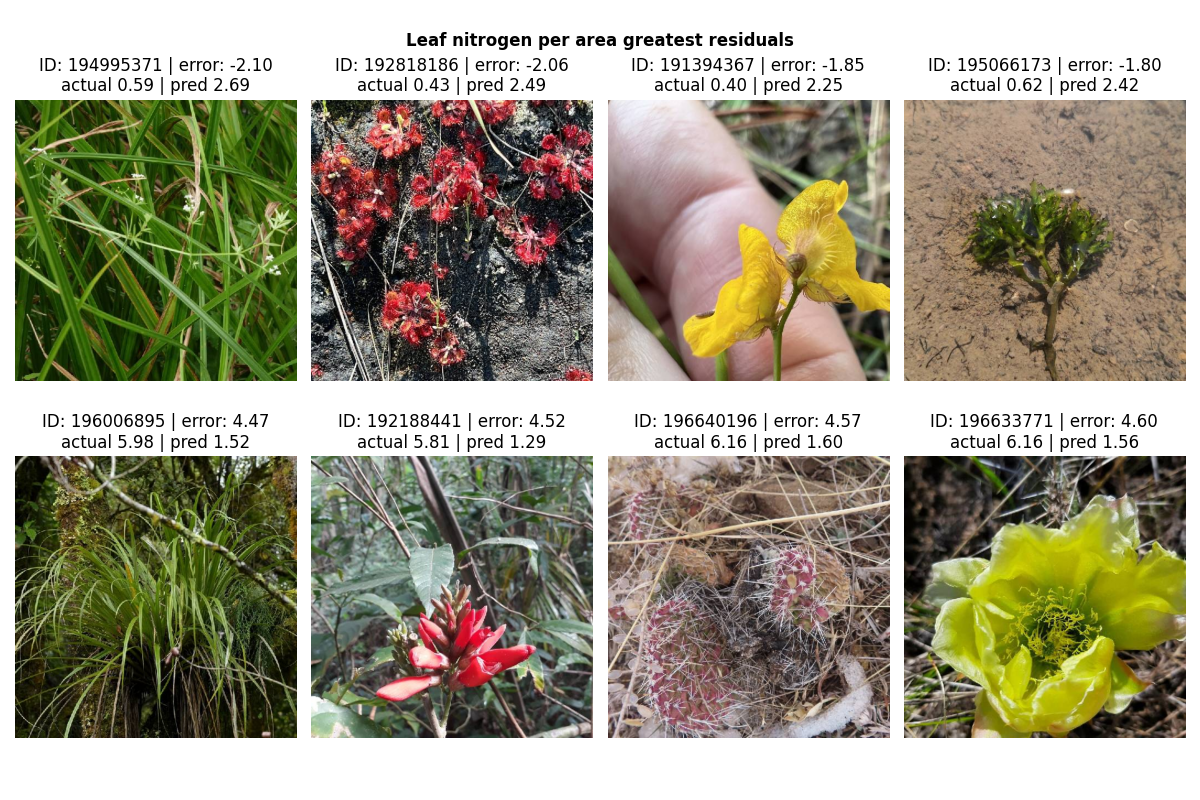 Leaf nitrogen per area greatest residuals
ID: 194995371 | error: -2.10
actual 0.59 | pred 2.69
ID: 192818186 | error: -2.06
actual 0.43 | pred 2.49
ID: 191394367 | error: -1.85
actual 0.40 | pred 2.25
ID: 195066173 | error: -1.80
actual 0.62 | pred 2.42
ID: 196006895 | error: 4.47
actual 5.98 | pred 1.52
ID: 192188441 | error: 4.52
actual 5.81 | pred 1.29
ID: 196640196 | error: 4.57
actual 6.16 | pred 1.60
ID: 196633771 | error: 4.60
actual 6.16 | pred 1.56